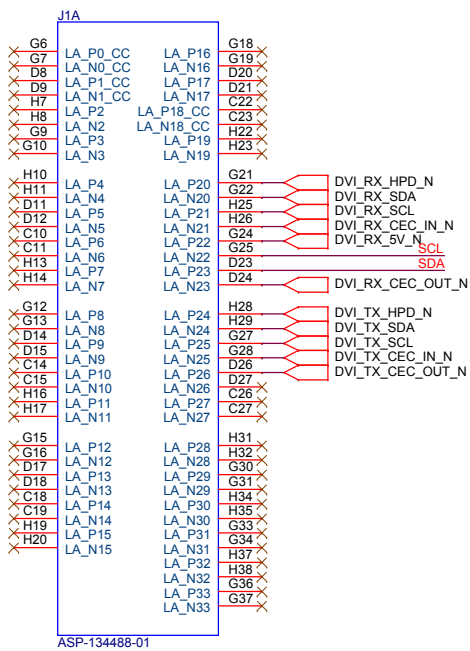 J1A
G6 LA_P0_CC LA_P16 G18
G7 LA_N0_CC LA_N16 G19
D8 LA_P1_CC LA_P17 D20
D9 LA_N1_CC LA_N17 D21
H7 LA_P2 LA_P18_CC C22
H8 LA_N2 LA_N18_CC C23
G9 LA_P3 LA_P19 H22
G10 LA_N3 LA_N19 H23
H10 LA_P4 LA_P20 G21 DVI_RX_HPD_N
H11 LA_N4 LA_N20 G22 DVI_RX_SDA
D11 LA_P5 LA_P21 H25 DVI_RX_SCL
D12 LA_N5 LA_N21 H26 DVI_RX_CEC_IN_N
C10 LA_P6 LA_P22 G24 DVI_RX_5V_N
C11 LA_N6 LA_N22 G25 SCL
H13 LA_P7 LA_P23 D23 SDA
H14 LA_N7 LA_N23 D24 DVI_RX_CEC_OUT_N
G12 LA_P8 LA_P24 H28 DVI_TX_HPD_N
G13 LA_N8 LA_N24 H29 DVI_TX_SDA
D14 LA_P9 LA_P25 G27 DVI_TX_SCL
D15 LA_N9 LA_N25 G28 DVI_TX_CEC_IN_N
C14 LA_P10 LA_P26 D26 DVI_TX_CEC_OUT_N
C15 LA_N10 LA_N26 D27
H16 LA_P11 LA_P27 C26
H17 LA_N11 LA_N27 C27
G15 LA_P12 LA_P28 H31
G16 LA_N12 LA_N28 H32
D17 LA_P13 LA_P29 G30
D18 LA_N13 LA_N29 G31
C18 LA_P14 LA_P30 H34
C19 LA_N14 LA_N30 H35
H19 LA_P15 LA_P31 G33
H20 LA_N15 LA_N31 G34
LA_P32 H37
LA_N32 H38
LA_P33 G36
LA_N33 G37
ASP-134488-01